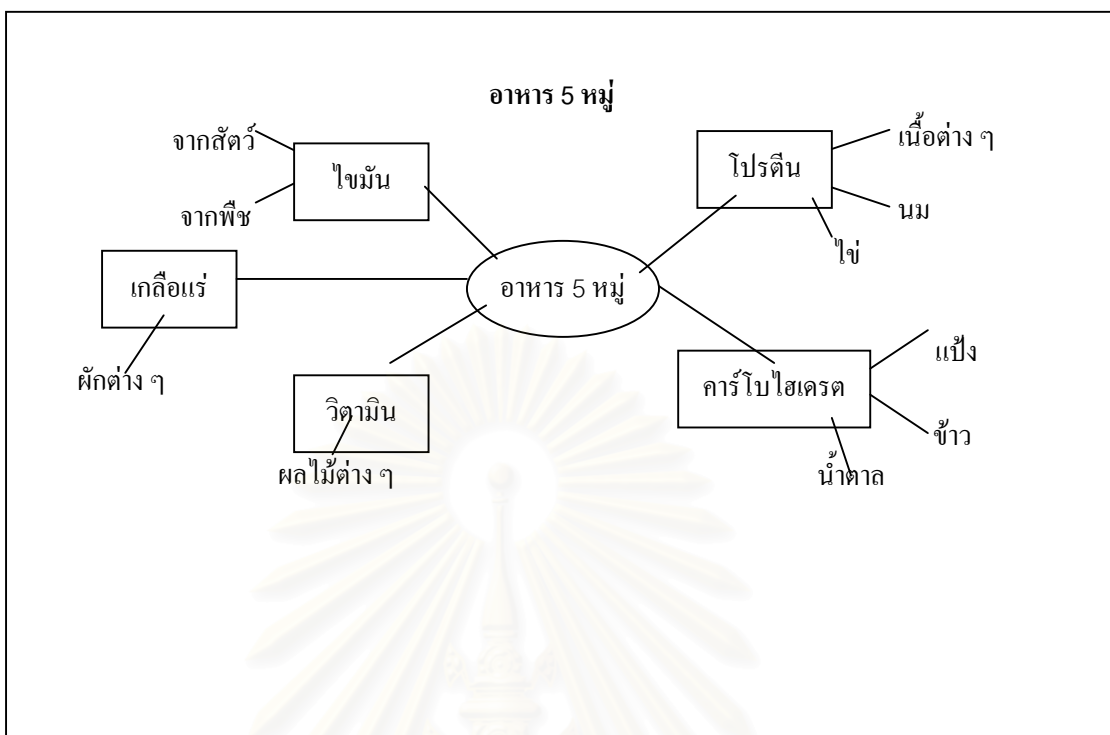 อาหาร 5 หมู่
จากสัตว์
ไขมัน
จากพืช
โปรตีน
เนื้อต่าง ๆ
นม
ไข่
เกลือแร่
ผักต่าง ๆ
อาหาร 5 หมู่
วิตามิน
ผลไม้ต่าง ๆ
คาร์โบไฮเดรต
แป้ง
ข้าว
น้ำตาล